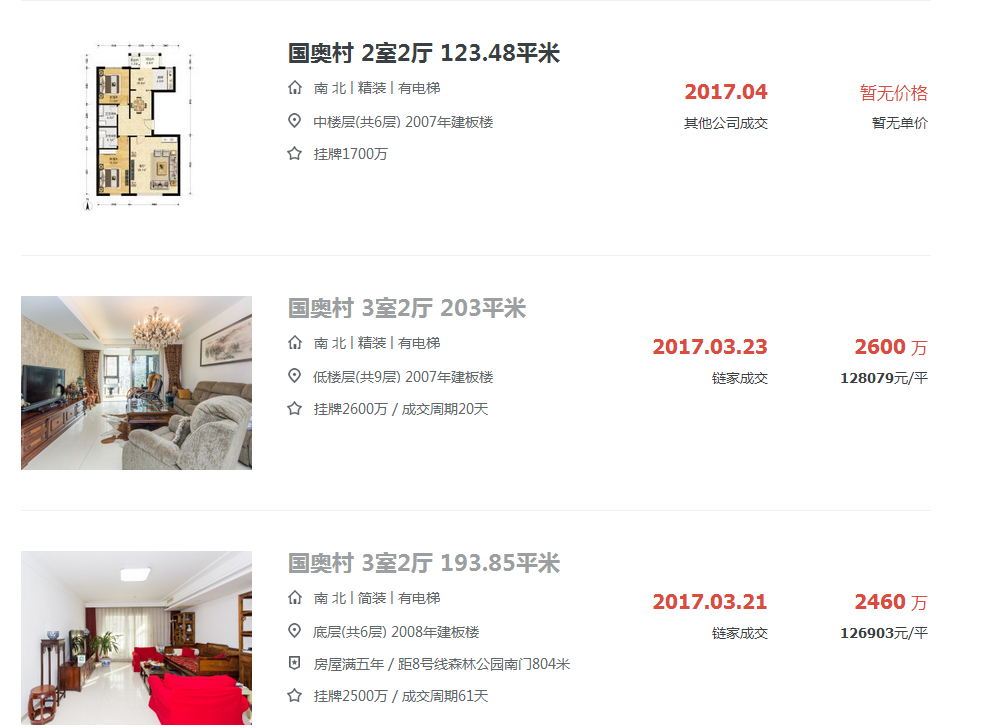 国奥村 2室2厅 123.48平米
南 北 | 精装 | 有电梯
2017.04
暂无价格
中楼层(共6层) 2007年建板楼
其他公司成交
暂无单价
挂牌1700万
国奥村 3室2厅 203平米
南 北 | 精装 | 有电梯
2017.03.23
2600 万
低楼层(共9层) 2007年建板楼
链家成交
128079元/平
挂牌2600万 / 成交周期20天
国奥村 3室2厅 193.85平米
南 北 | 简装 | 有电梯
2017.03.21
2460 万
底层(共6层) 2008年建板楼
链家成交
126903元/平
房屋满五年 / 距8号线森林公园南门804米
挂牌2500万 / 成交周期61天